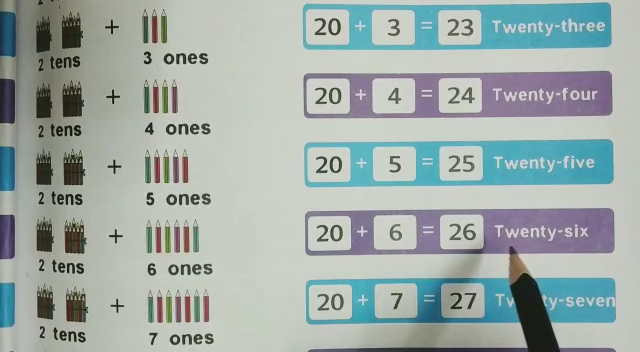 + 20 + 3 = 23 Twenty-three
2 tens 3 ones
+ 20 + 4 = 24 Twenty-four
2 tens 4 ones
+ 20 + 5 = 25 Twenty-five
2 tens 5 ones
+ 20 + 6 = 26 Twenty-six
2 tens 6 ones
+ 20 + 7 = 27
2 tens 7 ones